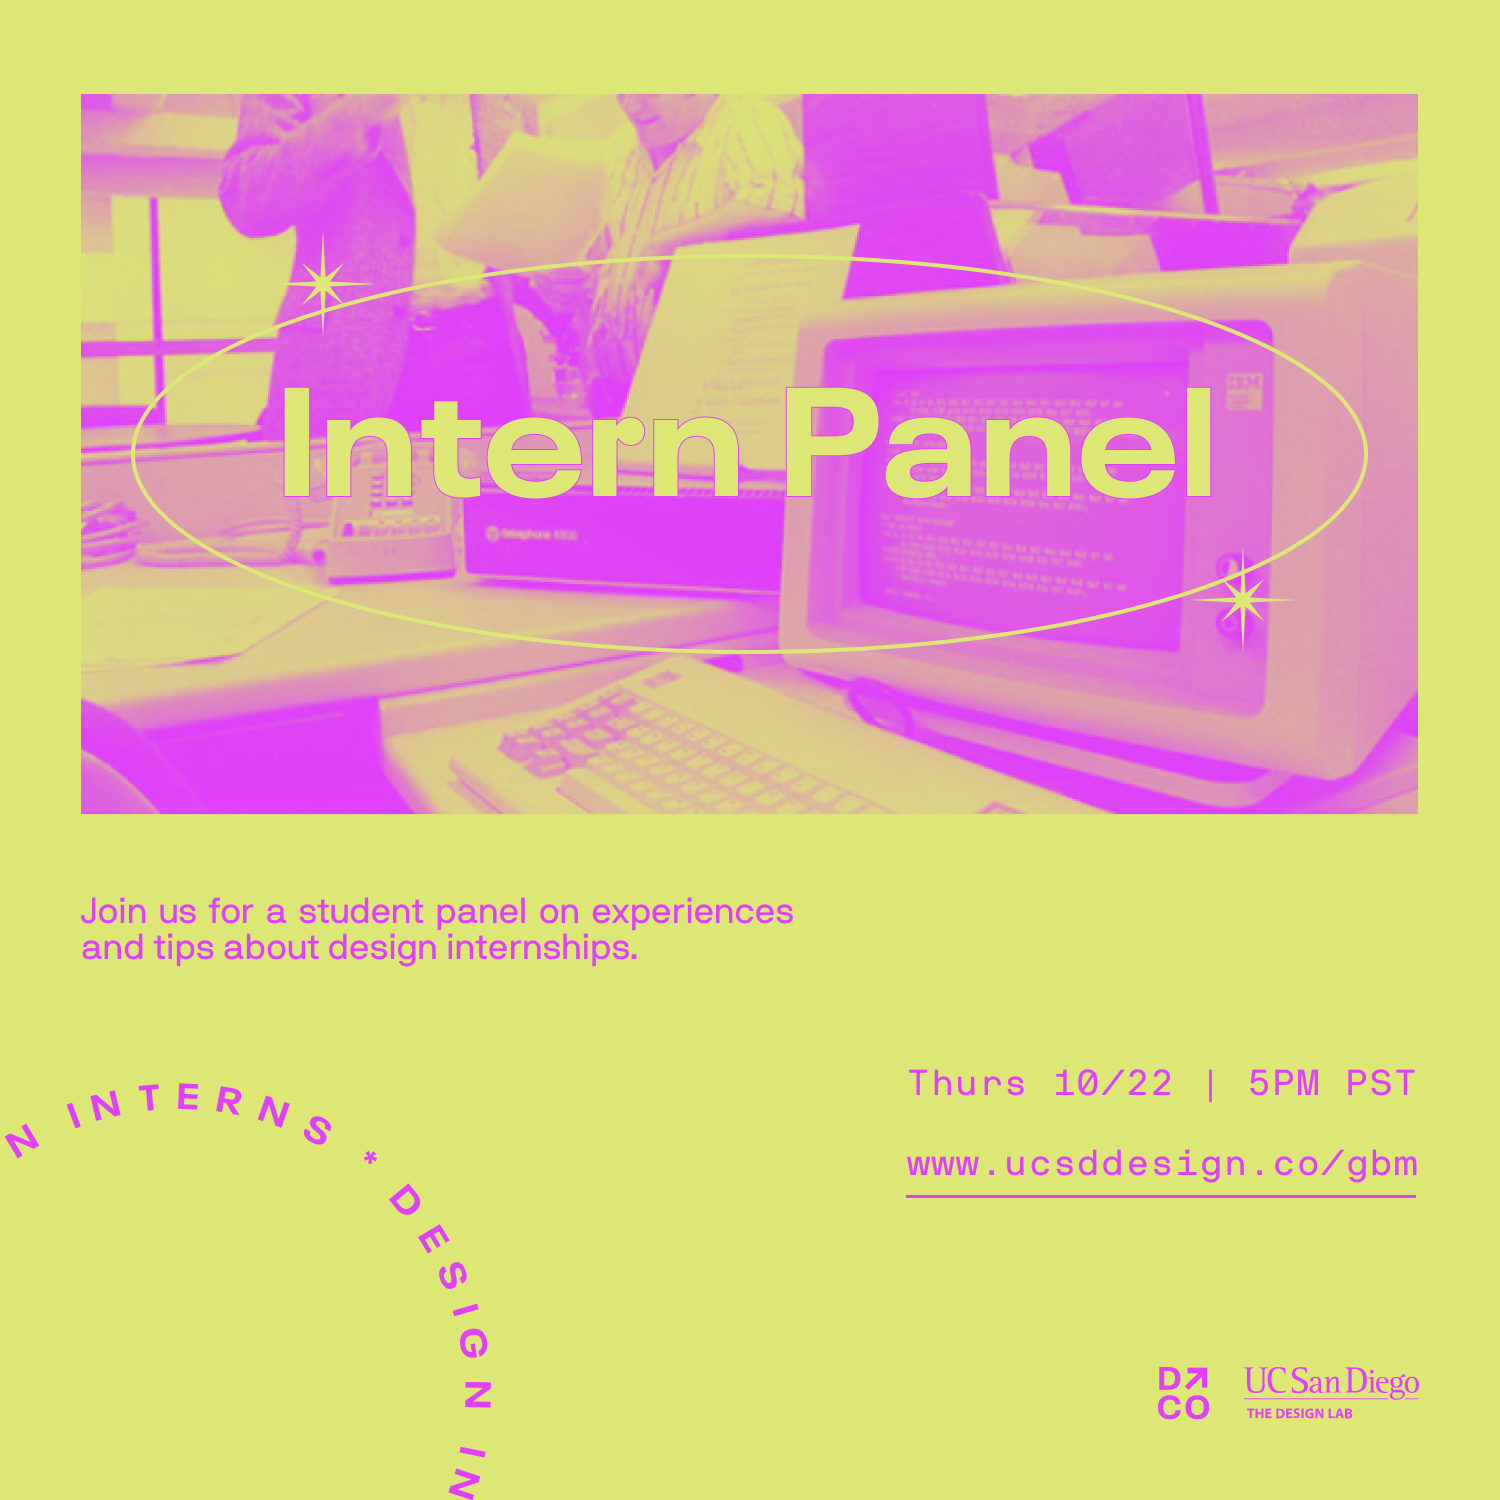 IBM
Intern Panel
Join us for a student panel on experiences
and tips about design internships.
Thurs 10/22 | 5PM PST
www.ucsddesign.co/gbm
N INTERNS * DESIGN IN
D
CO
UC San Diego
THE DESIGN LAB